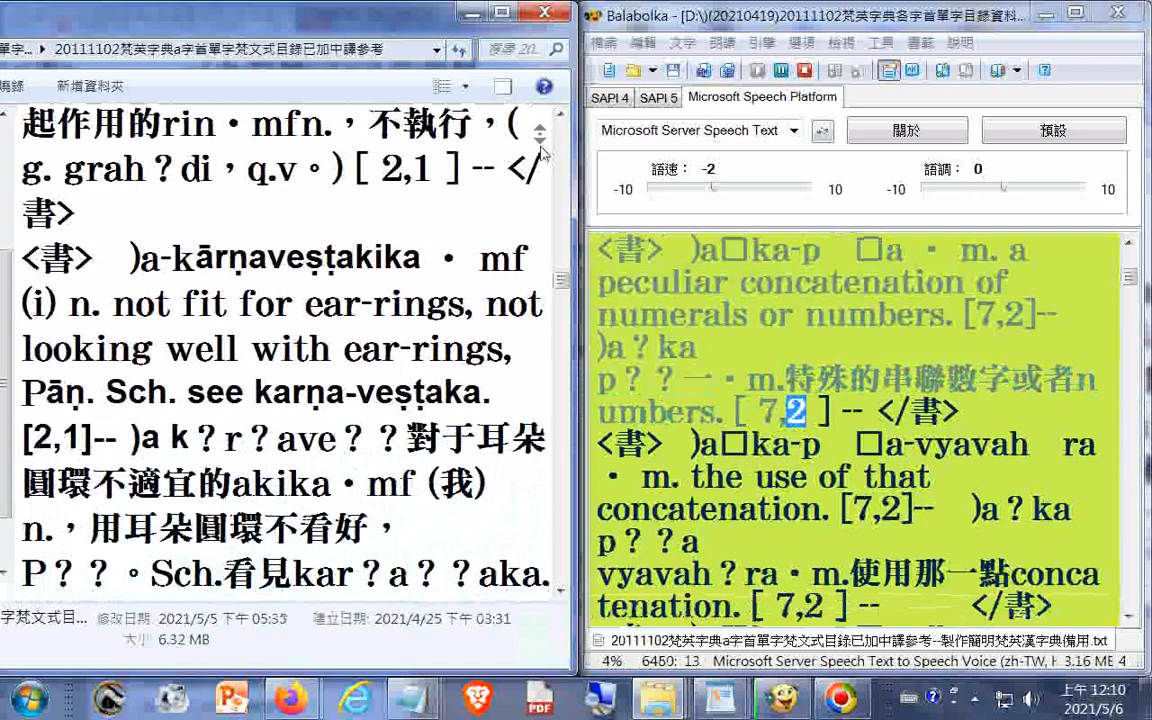 單字... ▸ 20111102梵英字典a字首單字梵文式目錄已加中譯參考
搜尋 20...
燒錄 新增資料夾
起作用的rin・mfn.，不執行，(
g. grah？di，q.v。) [ 2,1 ] -- </
書>
<書> )a-kārṇaveṣṭakika ・ mf
(i) n. not fit for ear-rings, not
looking well with ear-rings,
Pāṇ. Sch. see karṇa-veṣṭaka.
[2,1]-- )a k？r？ave？？對于耳朵
圓環不適宜的akika・mf (我)
n.，用耳朵圓環不看好，
P？？。Sch.看見kar？a？？aka.
字梵文式目... 修改日期: 2021/5/5 下午 05:35 建立日期: 2021/4/25 下午 03:31
大小: 6.32 MB
Balabolka - [D:\)(20210419)20111102梵英字典各字首單字目錄資料...
檔案 編輯 文字 朗讀 引擎 選項 檢視 工具 書籤 說明
SAPI 4 SAPI 5 Microsoft Speech Platform
Microsoft Server Speech Text 關於 預設
語速： -2 語調： 0
-10 10 -10 10
<書> )a□ka-p □a ・ m. a
peculiar concatenation of
numerals or numbers. [7,2]--
)a？ka
p？？一・m.特殊的串聯數字或者n
umbers. [ 7,2 ] -- </書>
<書> )a□ka-p □a-vyavah ra
・ m. the use of that
concatenation. [7,2]-- )a？ka
p？？a
vyavah？ra・m.使用那一點conca
tenation. [ 7,2 ] -- </書>
20111102梵英字典a字首單字梵文式目錄已加中譯參考--製作簡明梵英漢字典備用.txt
4% 6450: 13 Microsoft Server Speech Text to Speech Voice (zh-TW, H 3.16 ME 4
PDF
上午 12:10
2021/5/6